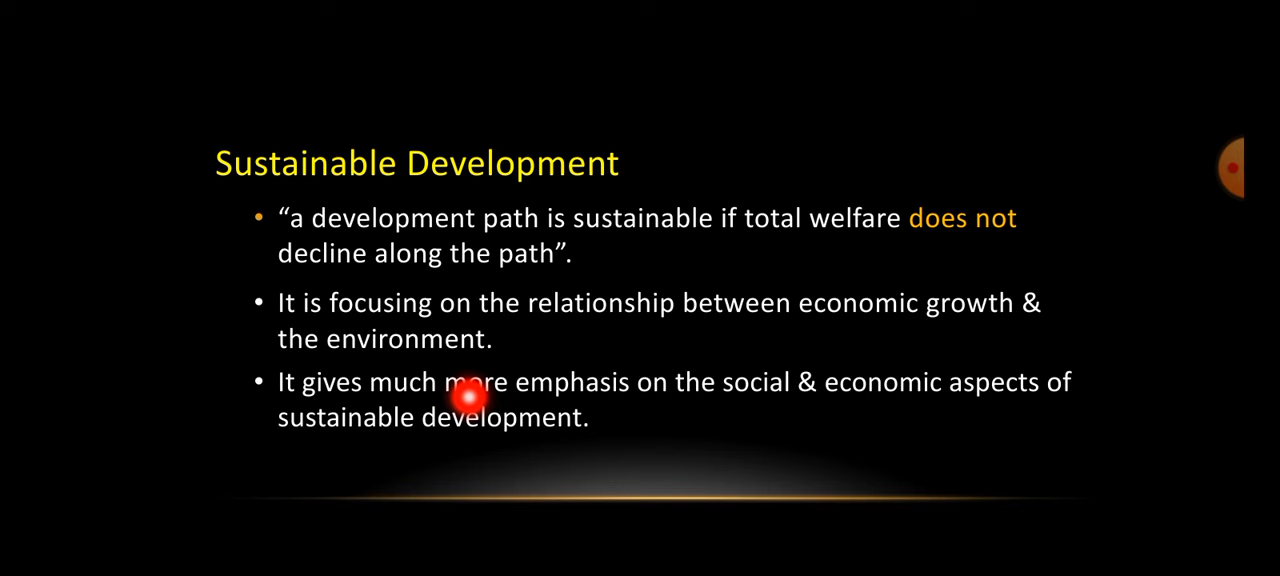 Sustainable Development
• “a development path is sustainable if total welfare does not
decline along the path”.
• It is focusing on the relationship between economic growth &
the environment.
• It gives much more emphasis on the social & economic aspects of
sustainable development.